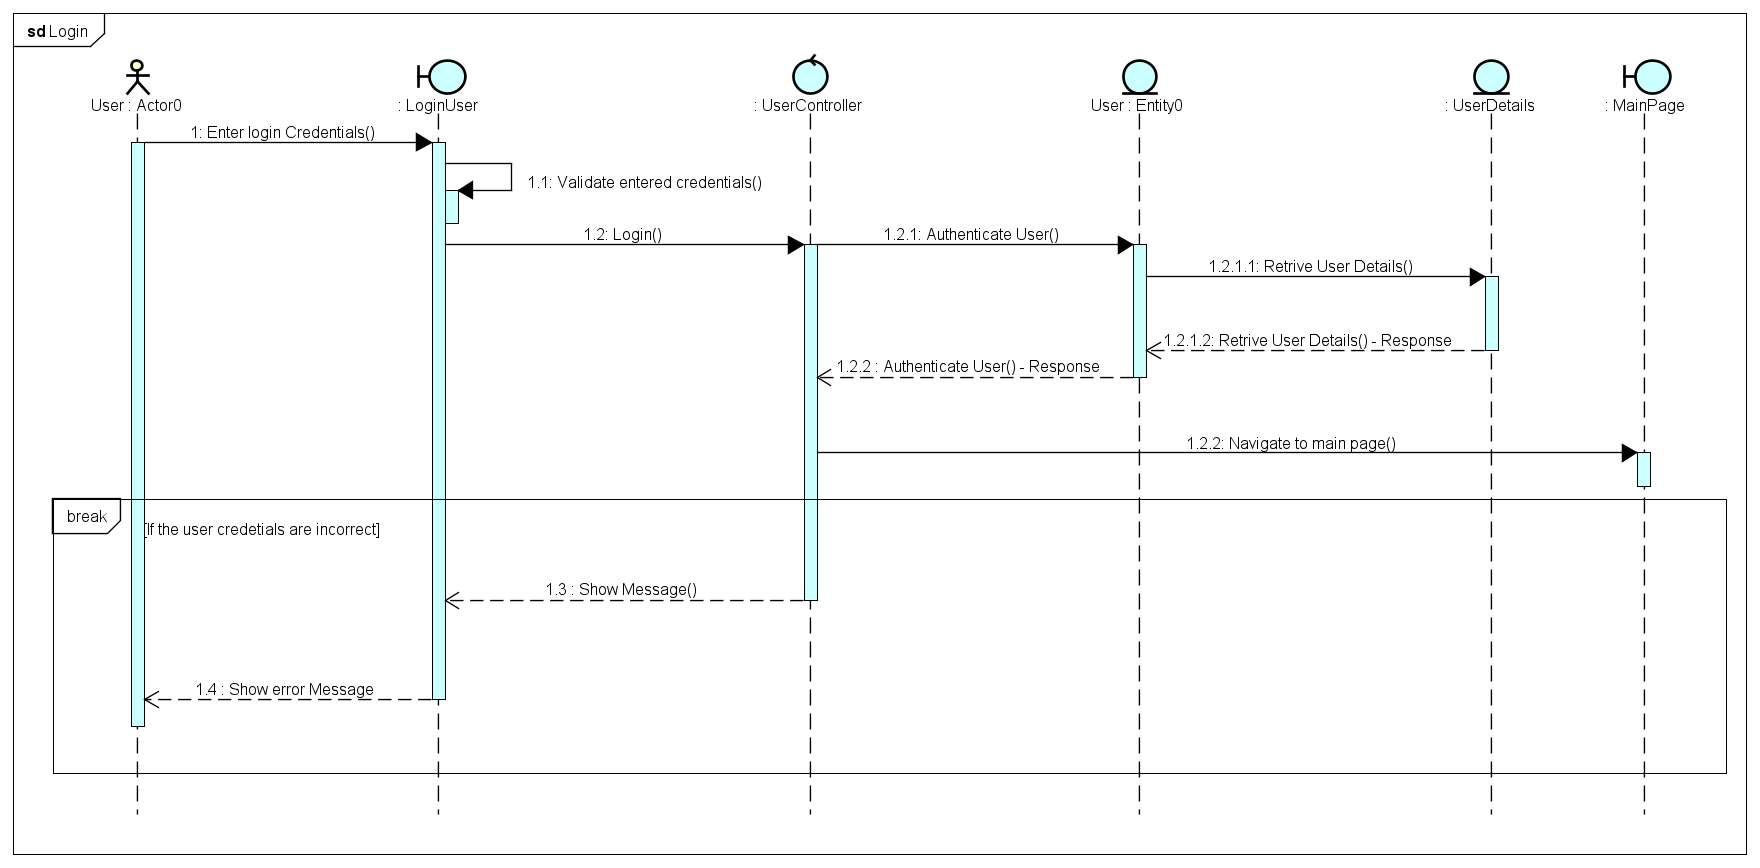 sd Login
User : Actor0
: LoginUser
: UserController
User : Entity0
: UserDetails
: MainPage
1: Enter login Credentials()
1.1: Validate entered credentials()
1.2: Login()
1.2.1: Authenticate User()
1.2.1.1: Retrive User Details()
1.2.1.2: Retrive User Details() - Response
1.2.2 : Authenticate User() - Response
1.2.2: Navigate to main page()
break
[If the user credetials are incorrect]
1.3 : Show Message()
1.4 : Show error Message